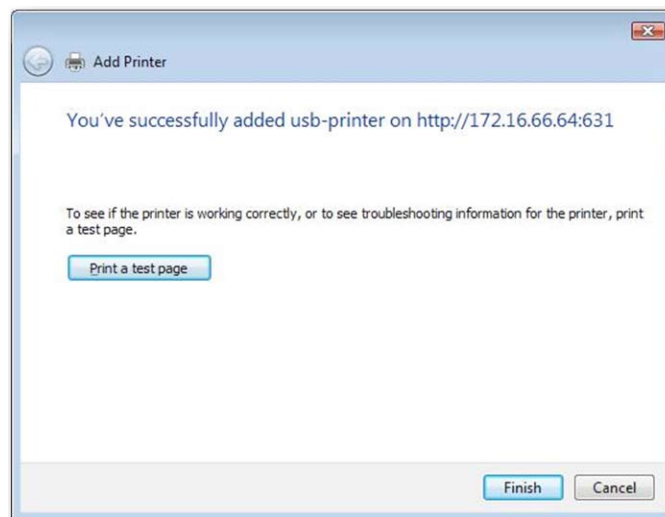 Add Printer
You've successfully added usb-printer on http://172.16.66.64:631
To see if the printer is working correctly, or to see troubleshooting information for the printer, print
a test page.
Print a test page
Finish
Cancel